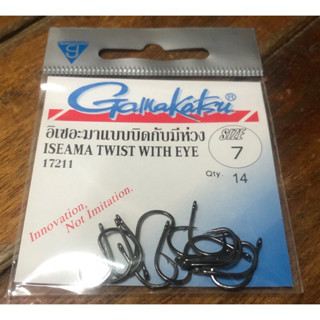 Gamakatsu
อิเซอะมาแบบบิดกับมีห่วง
ISEAMA TWIST WITH EYE
17211
SIZE
7
Qty. 14
Innovation.
Not Imitation.